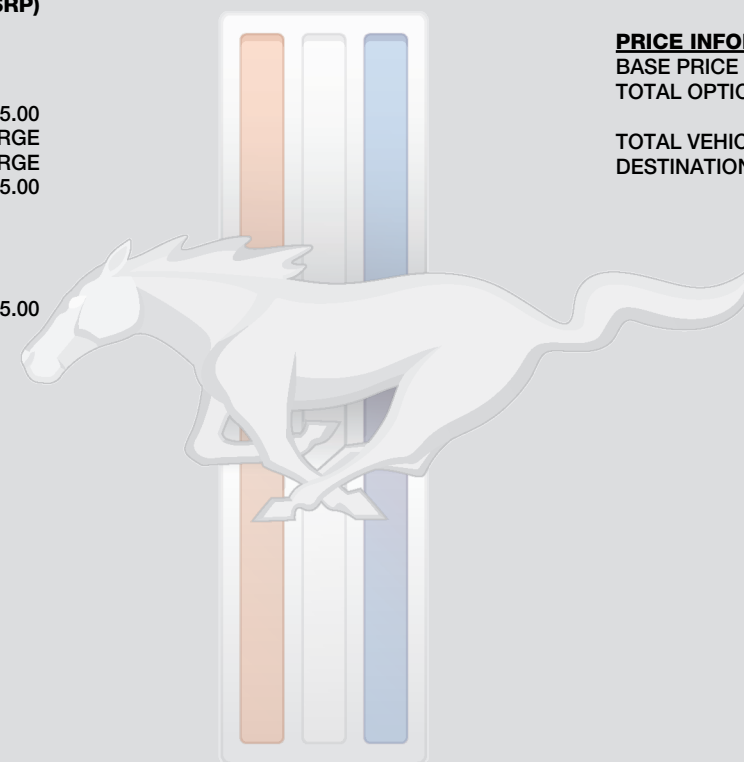 SRP)
5.00
RGE
RGE
5.00
5.00
PRICE INFO
BASE PRICE
TOTAL OPTIO
TOTAL VEHIC
DESTINATION